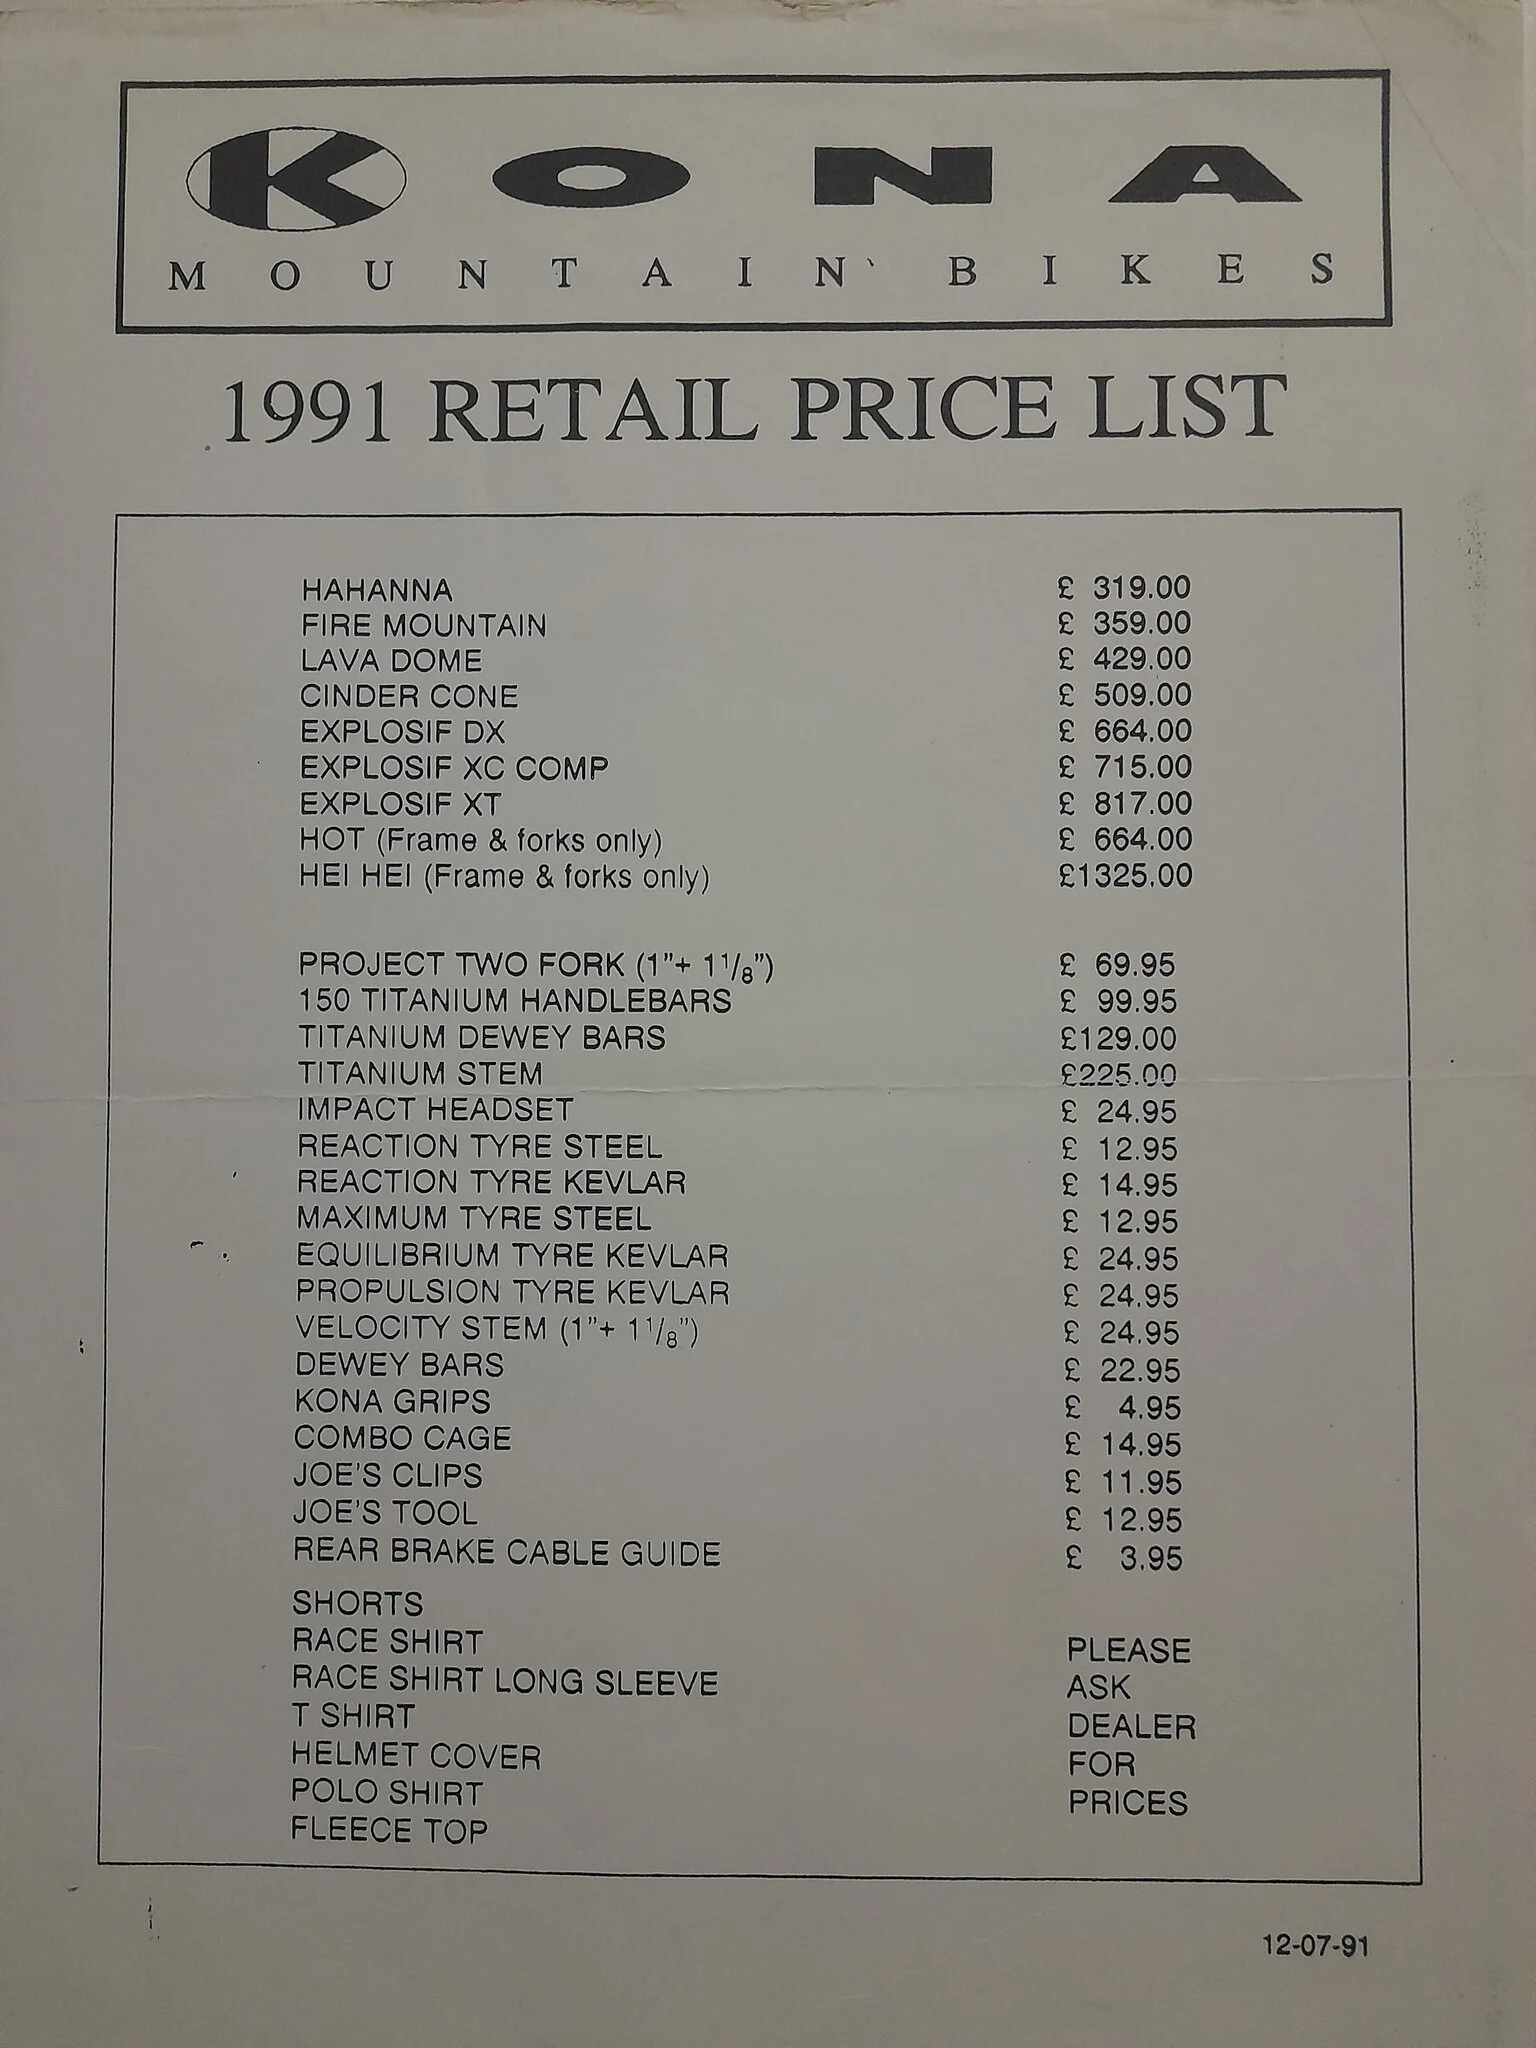 KONA
MOUNTAIN BIKES
1991 RETAIL PRICE LIST
HAHANNA £ 319.00
FIRE MOUNTAIN £ 359.00
LAVA DOME £ 429.00
CINDER CONE £ 509.00
EXPLOSIF DX £ 664.00
EXPLOSIF XC COMP £ 715.00
EXPLOSIF XT £ 817.00
HOT (Frame & forks only) £ 664.00
HEI HEI (Frame & forks only) £1325.00
PROJECT TWO FORK (1"+ 1 1/8") £ 69.95
150 TITANIUM HANDLEBARS £ 99.95
TITANIUM DEWEY BARS £129.00
TITANIUM STEM £225.00
IMPACT HEADSET £ 24.95
REACTION TYRE STEEL £ 12.95
REACTION TYRE KEVLAR £ 14.95
MAXIMUM TYRE STEEL £ 12.95
EQUILIBRIUM TYRE KEVLAR £ 24.95
PROPULSION TYRE KEVLAR £ 24.95
VELOCITY STEM (1"+ 1 1/8") £ 24.95
DEWEY BARS £ 22.95
KONA GRIPS £ 4.95
COMBO CAGE £ 14.95
JOE'S CLIPS £ 11.95
JOE'S TOOL £ 12.95
REAR BRAKE CABLE GUIDE £ 3.95
SHORTS
RACE SHIRT
RACE SHIRT LONG SLEEVE
T SHIRT
HELMET COVER
POLO SHIRT
FLEECE TOP
PLEASE
ASK
DEALER
FOR
PRICES
12-07-91